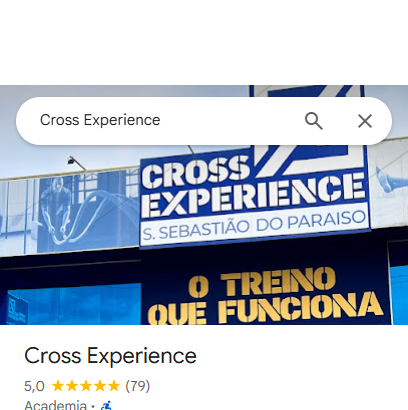 Cross Experience
CROSS
EXPERIENCE
S. SEBASTIÃO DO PARAISO
O TREINO
QUE FUNCIONA
Cross Experience
5,0 (79)
Academia